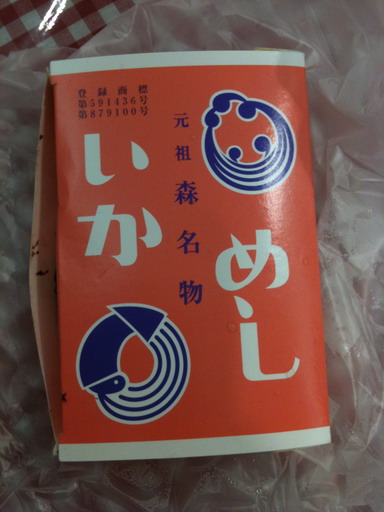 登録商標
第591436号
第879100号
元祖森名物
いか
めし